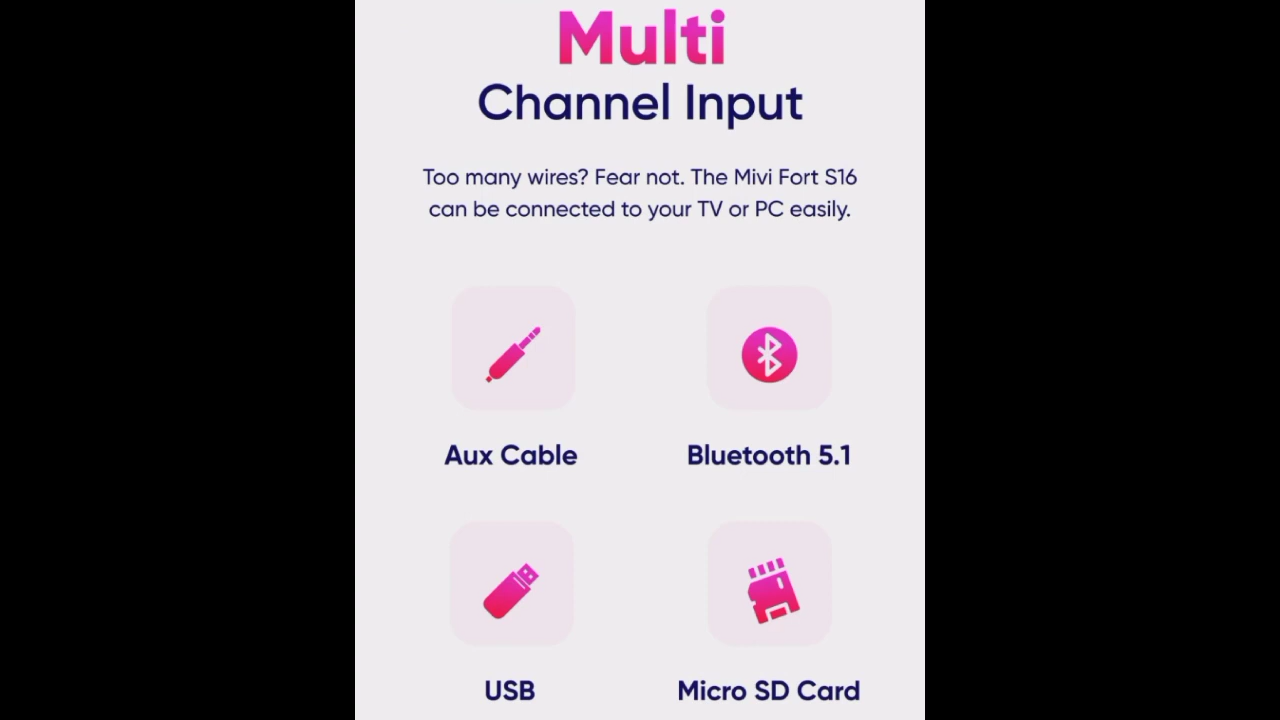 Multi
Channel Input
Too many wires? Fear not. The Mivi Fort S16
can be connected to your TV or PC easily.
Aux Cable
Bluetooth 5.1
USB
Micro SD Card